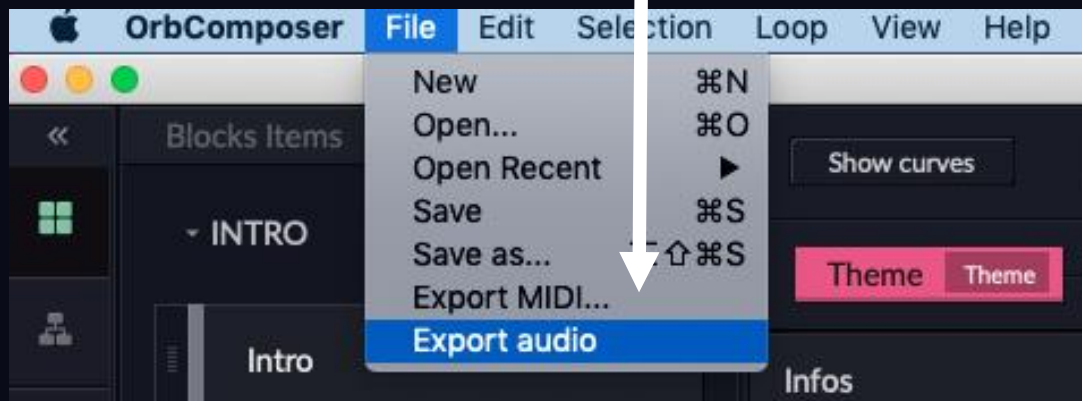 OrbComposer File Edit Selection Loop View Help
New ⌘N
Open... ⌘O
Open Recent ▶
Save ⌘S
Save as... ⇧⌘S
Export MIDI...
Export audio
« Blocks Items
INTRO
Intro
Show curves
Theme Theme
Infos